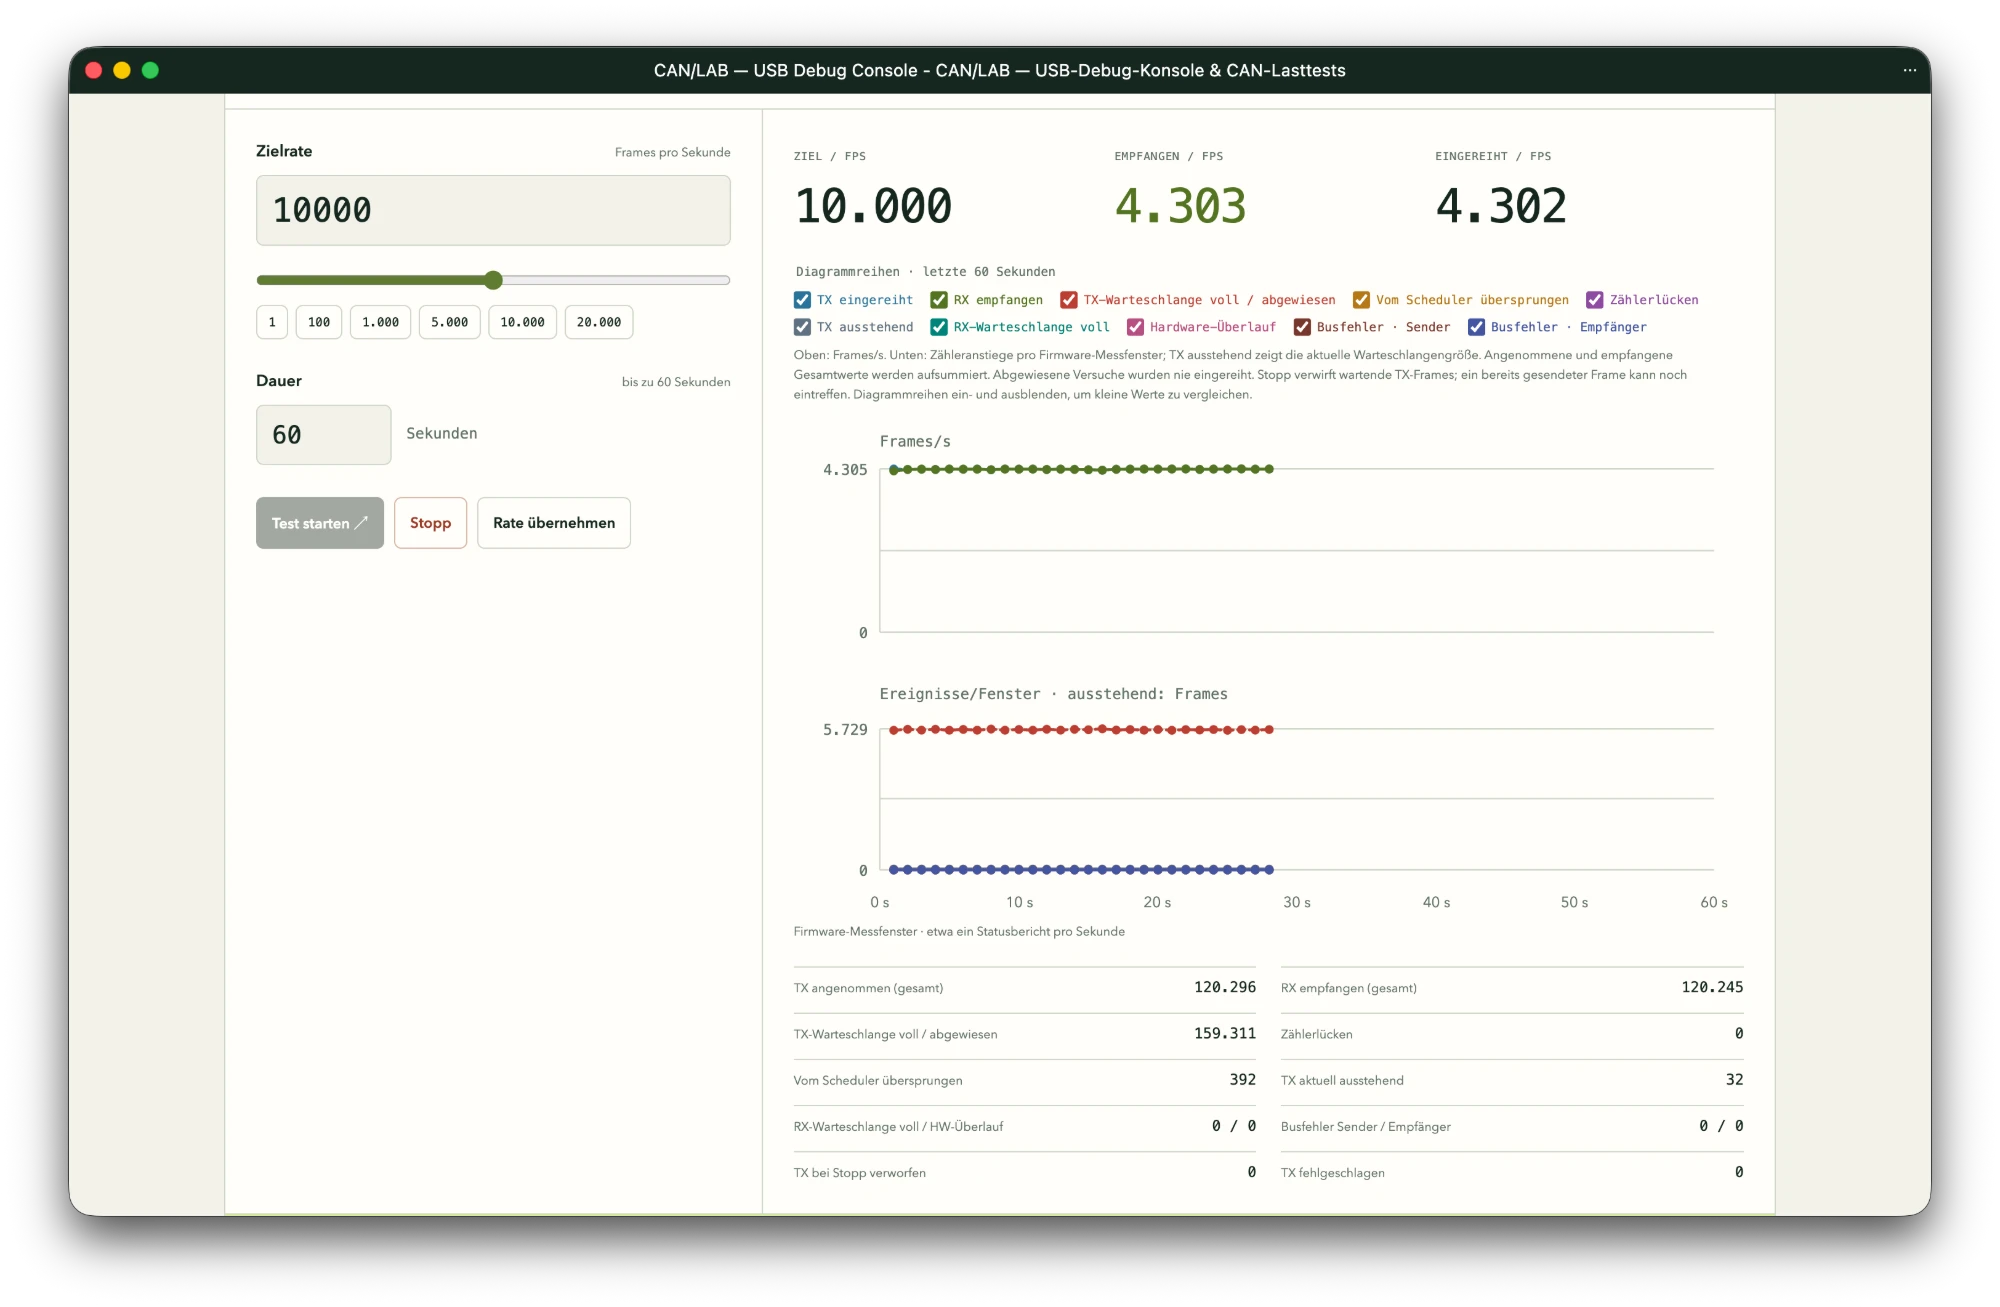 CAN/LAB — USB Debug Console - CAN/LAB — USB-Debug-Konsole & CAN-Lasttests
Zielrate
Frames pro Sekunde
10000
1
100
1.000
5.000
10.000
20.000
Dauer
bis zu 60 Sekunden
60
Sekunden
Test starten ↗
Stopp
Rate übernehmen
ZIEL / FPS
EMPFANGEN / FPS
EINGEREIHT / FPS
10.000
4.303
4.302
Diagrammreihen · letzte 60 Sekunden
TX eingereiht
RX empfangen
TX-Warteschlange voll / abgewiesen
Vom Scheduler übersprungen
Zählerlücken
TX ausstehend
RX-Warteschlange voll
Hardware-Überlauf
Busfehler · Sender
Busfehler · Empfänger
Oben: Frames/s. Unten: Zähleranstiege pro Firmware-Messfenster; TX ausstehend zeigt die aktuelle Warteschlangengröße. Angenommene und empfangene
Gesamtwerte werden aufsummiert. Abgewiesene Versuche wurden nie eingereiht. Stopp verwirft wartende TX-Frames; ein bereits gesendeter Frame kann noch
eintreffen. Diagrammreihen ein- und ausblenden, um kleine Werte zu vergleichen.
Frames/s
4.305
0
Ereignisse/Fenster · ausstehend: Frames
5.729
0
0 s
10 s
20 s
30 s
40 s
50 s
60 s
Firmware-Messfenster · etwa ein Statusbericht pro Sekunde
TX angenommen (gesamt)
120.296
RX empfangen (gesamt)
120.245
TX-Warteschlange voll / abgewiesen
159.311
Zählerlücken
0
Vom Scheduler übersprungen
392
TX aktuell ausstehend
32
RX-Warteschlange voll / HW-Überlauf
0 / 0
Busfehler Sender / Empfänger
0 / 0
TX bei Stopp verworfen
0
TX fehlgeschlagen
0